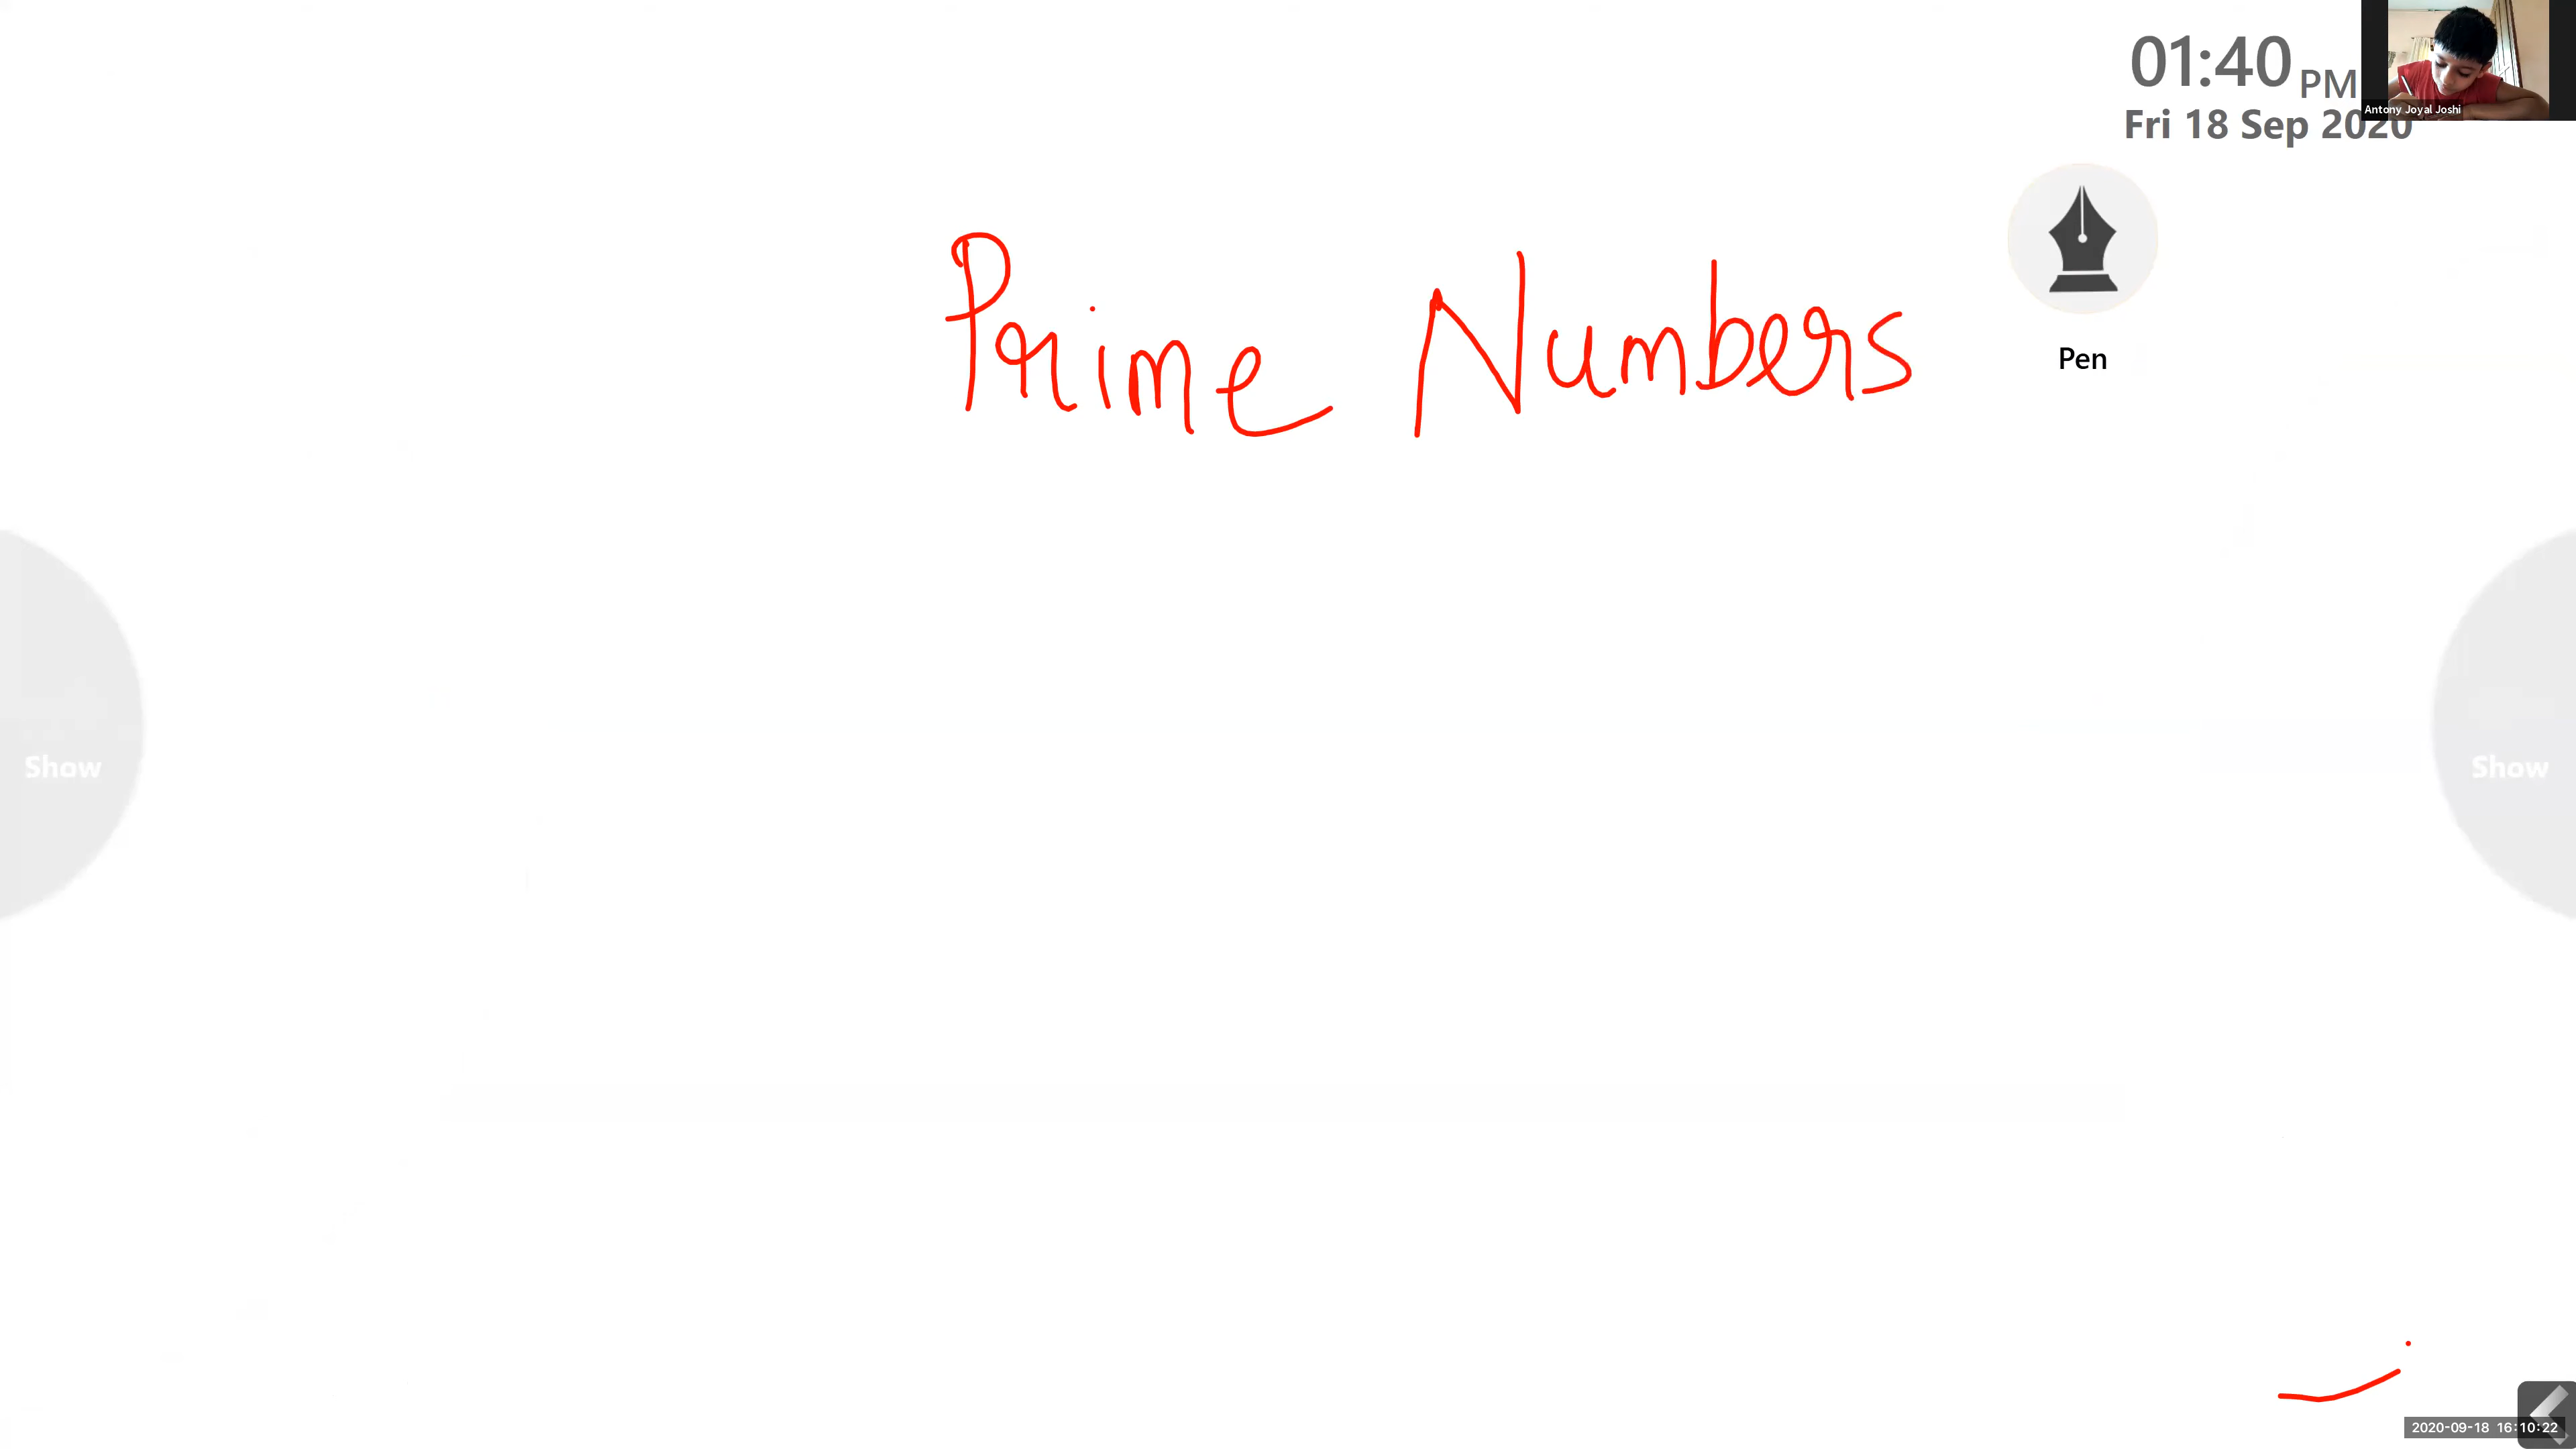 01:40 PM
Antony Joyal Joshi
Fri 18 Sep 2020
Prime Numbers
Pen
Show
Show
2020-09-18 16:10:22